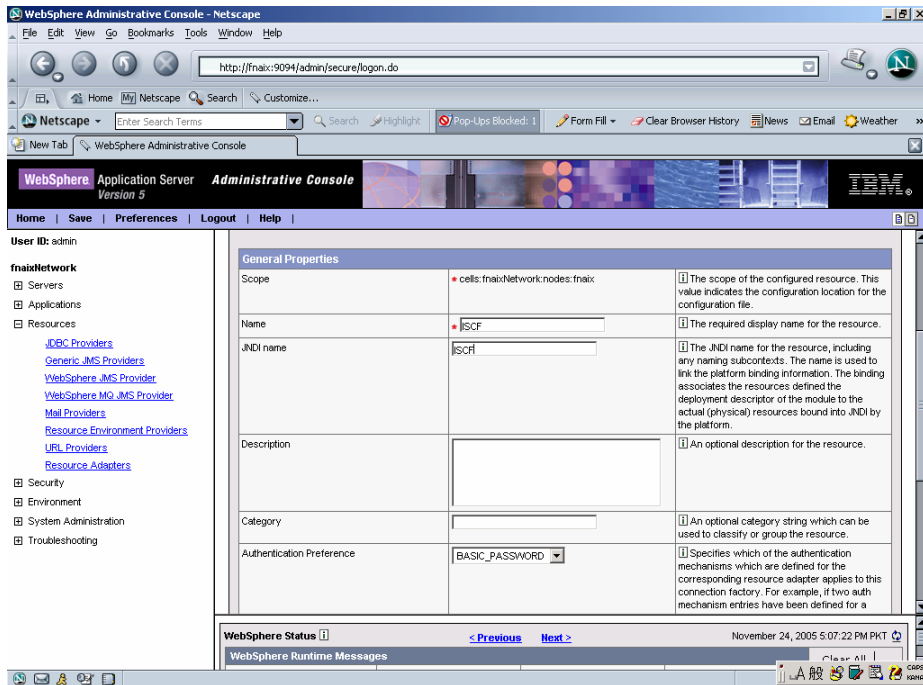 WebSphere Administrative Console - Netscape
File Edit View Go Bookmarks Tools Window Help
http://fnaix:9094/admin/secure/logon.do
Home My Netscape Search Customize...
Netscape Enter Search Terms Search Highlight Pop-Ups Blocked: 1 Form Fill Clear Browser History News Email Weather »
New Tab WebSphere Administrative Console
WebSphere Application Server Administrative Console
Version 5
IBM
Home | Save | Preferences | Logout | Help |
User ID: admin
fnaixNetwork
Servers
Applications
Resources
JDBC Providers
Generic JMS Providers
WebSphere JMS Provider
WebSphere MQ JMS Provider
Mail Providers
Resource Environment Providers
URL Providers
Resource Adapters
Security
Environment
System Administration
Troubleshooting
General Properties
Scope
* cells:fnaixNetwork:nodes:fnaix
i The scope of the configured resource. This
value indicates the configuration location for the
configuration file.
Name
* ISCF
i The required display name for the resource.
JNDI name
ISCF
i The JNDI name for the resource, including
any naming subcontexts. The name is used to
link the platform binding information. The binding
associates the resources defined the
deployment descriptor of the module to the
actual (physical) resources bound into JNDI by
the platform.
Description
i An optional description for the resource.
Category
i An optional category string which can be
used to classify or group the resource.
Authentication Preference
BASIC_PASSWORD
i Specifies which of the authentication
mechanisms which are defined for the
corresponding resource adapter applies to this
connection factory. For example, if two auth
mechanism entries have been defined for a
WebSphere Status i < Previous Next > November 24, 2005 5:07:22 PM PKT
WebSphere Runtime Messages Clear All
A 般 CAPS
KANA